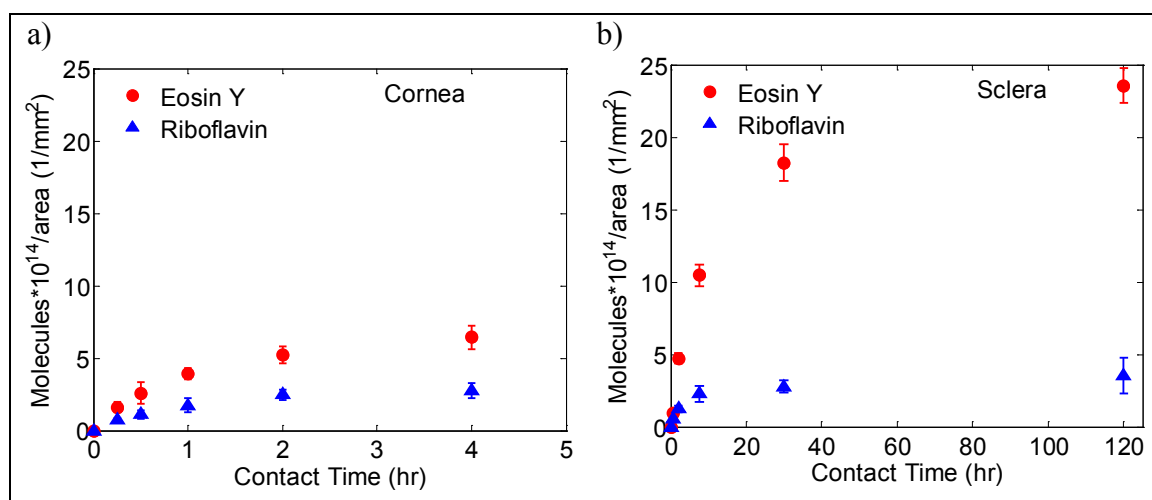 a)
25
20
15
10
5
0
Molecules*10^14/area (1/mm^2)
Eosin Y
Riboflavin
Cornea
0 1 2 3 4 5
Contact Time (hr)
b)
25
20
15
10
5
0
Molecules*10^14/area (1/mm^2)
Eosin Y
Riboflavin
Sclera
0 20 40 60 80 100 120
Contact Time (hr)